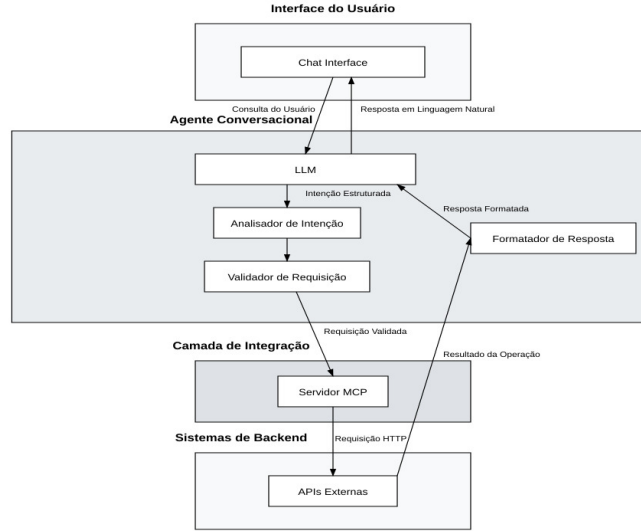 Interface do Usuário
Chat Interface
Consulta do Usuário
Resposta em Linguagem Natural
Agente Conversacional
LLM
Intenção Estruturada
Analisador de Intenção
Resposta Formatada
Formatador de Resposta
Validador de Requisição
Requisição Validada
Camada de Integração
Resultado da Operação
Servidor MCP
Sistemas de Backend
Requisição HTTP
APIs Externas